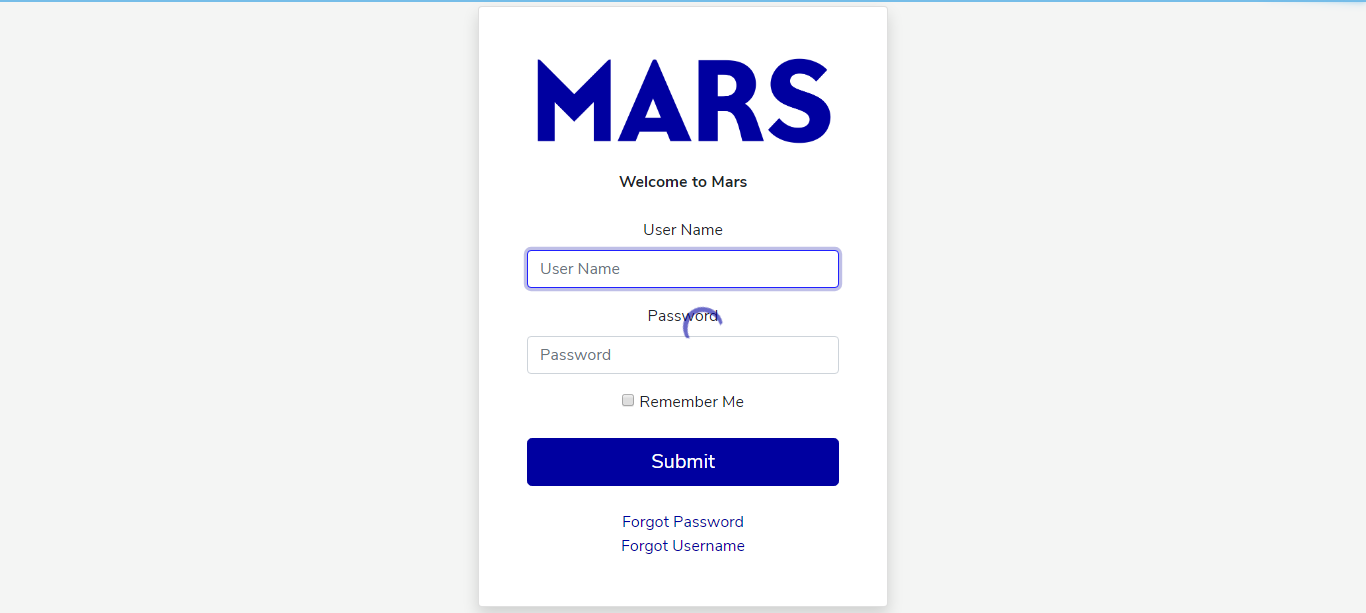 MARS
Welcome to Mars
User Name
User Name
Password
Password
Remember Me
Submit
Forgot Password
Forgot Username